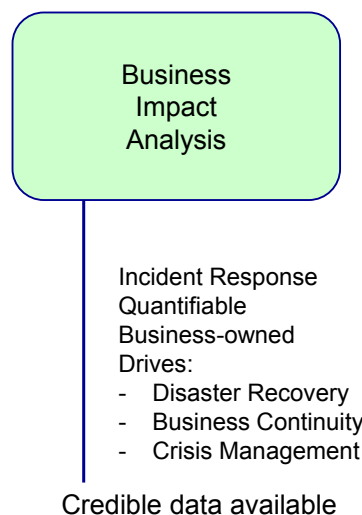 Business
Impact
Analysis
Incident Response
Quantifiable
Business-owned
Drives:
- Disaster Recovery
- Business Continuity
- Crisis Management
Credible data available